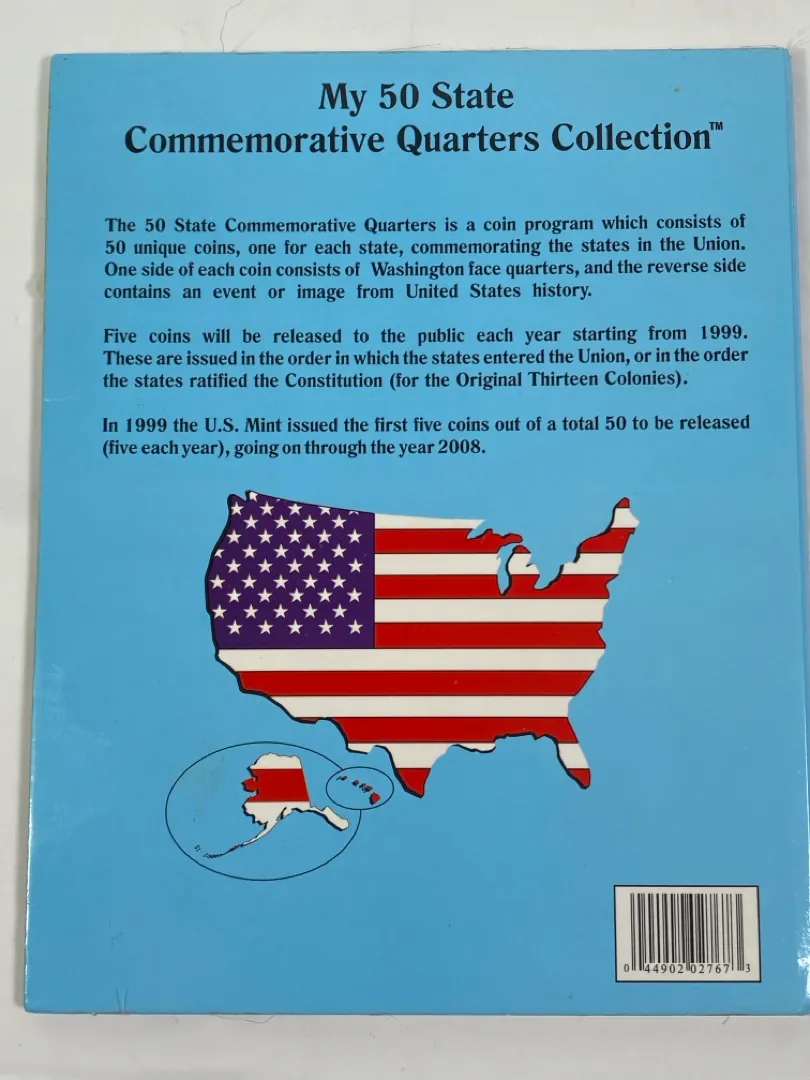 My 50 State
Commemorative Quarters Collection™
The 50 State Commemorative Quarters is a coin program which consists of
50 unique coins, one for each state, commemorating the states in the Union.
One side of each coin consists of Washington face quarters, and the reverse side
contains an event or image from United States history.
Five coins will be released to the public each year starting from 1999.
These are issued in the order in which the states entered the Union, or in the order
the states ratified the Constitution (for the Original Thirteen Colonies).
In 1999 the U.S. Mint issued the first five coins out of a total 50 to be released
(five each year), going on through the year 2008.
0 44902 02767 3